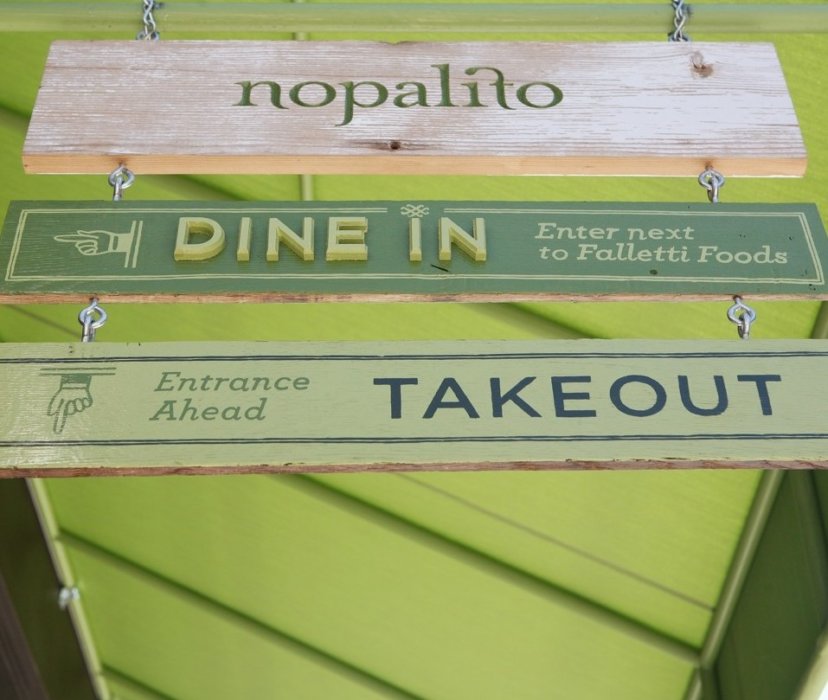 nopalito
DINE IN
Enter next
to Falletti Foods
Entrance
Ahead
TAKEOUT